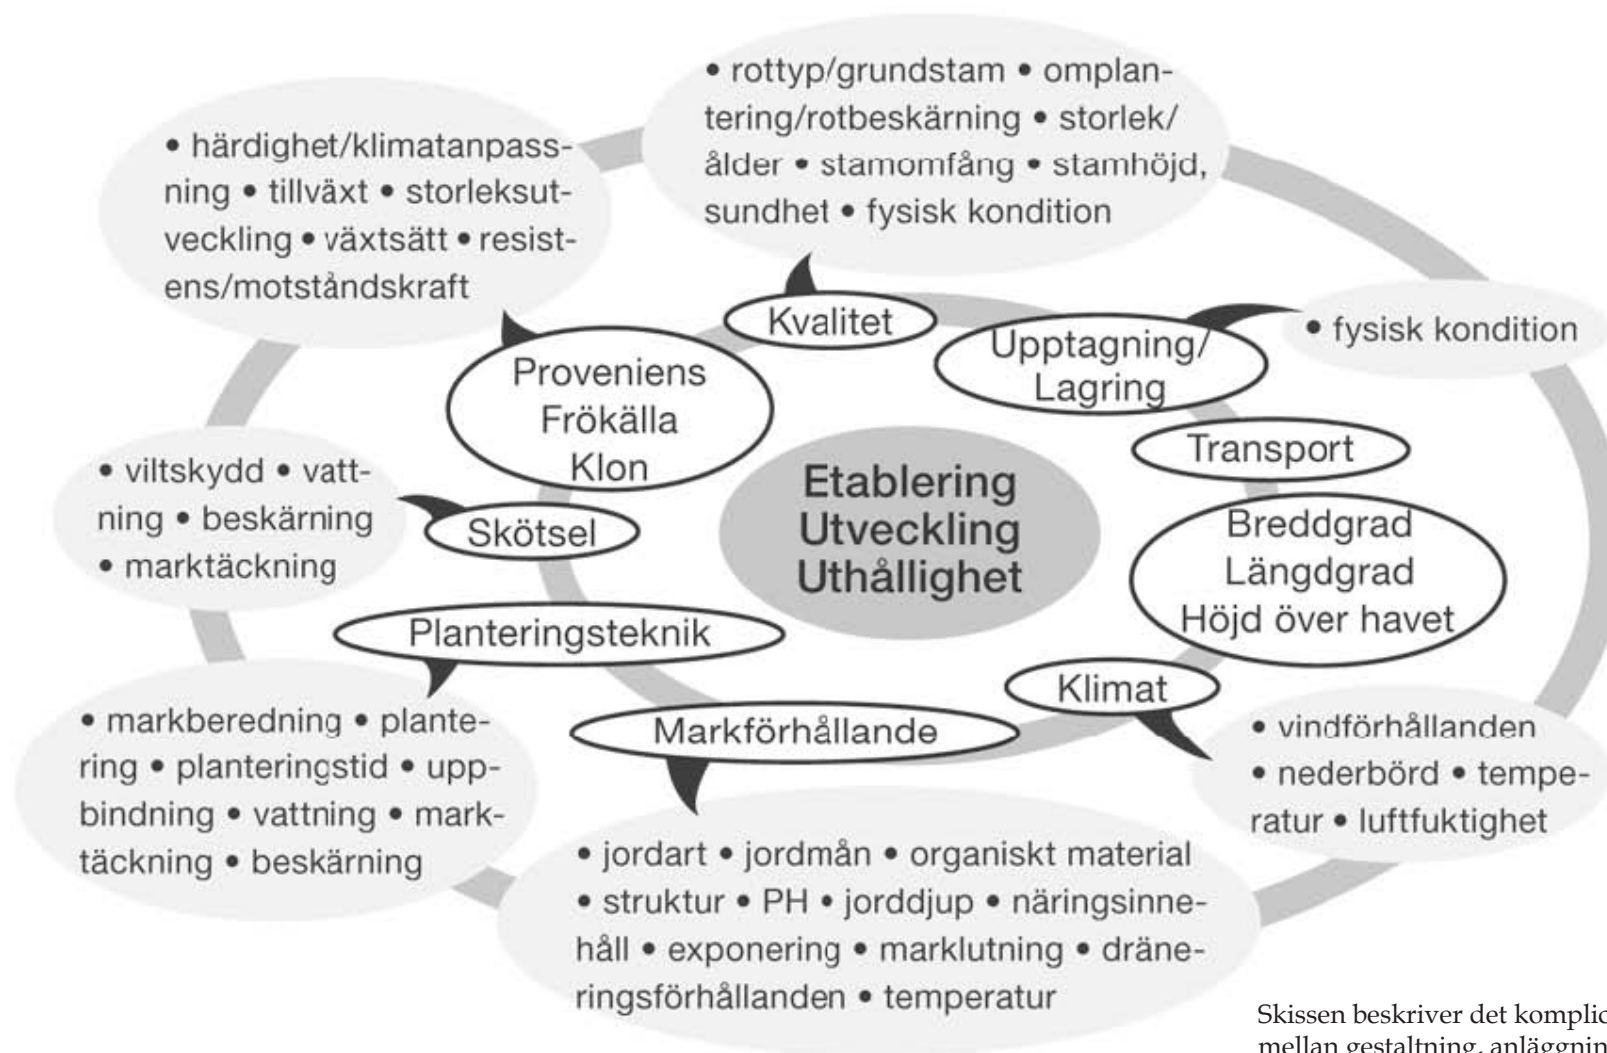 • rottyp/grundstam • omplan-
tering/rotbeskärning • storlek/
ålder • stamomfång • stamhöjd,
sundhet • fysisk kondition
• härdighet/klimatanpass-
ning • tillväxt • storleksut-
veckling • växtsätt • resist-
ens/motståndskraft
Kvalitet
Upptagning/
Lagring
• fysisk kondition
Proveniens
Frökälla
Klon
Transport
Etablering
Utveckling
Uthållighet
• viltskydd • vatt-
ning • beskärning
• marktäckning
Skötsel
Breddgrad
Längdgrad
Höjd över havet
Planteringsteknik
Klimat
Markförhållande
• markberedning • plante-
ring • planteringstid • upp-
bindning • vattning • mark-
täckning • beskärning
• vindförhållanden
• nederbörd • tempe-
ratur • luftfuktighet
• jordart • jordmån • organiskt material
• struktur • PH • jorddjup • näringsinne-
håll • exponering • marklutning • dräne-
ringsförhållanden • temperatur
Skissen beskriver det
mellan gestaltning,